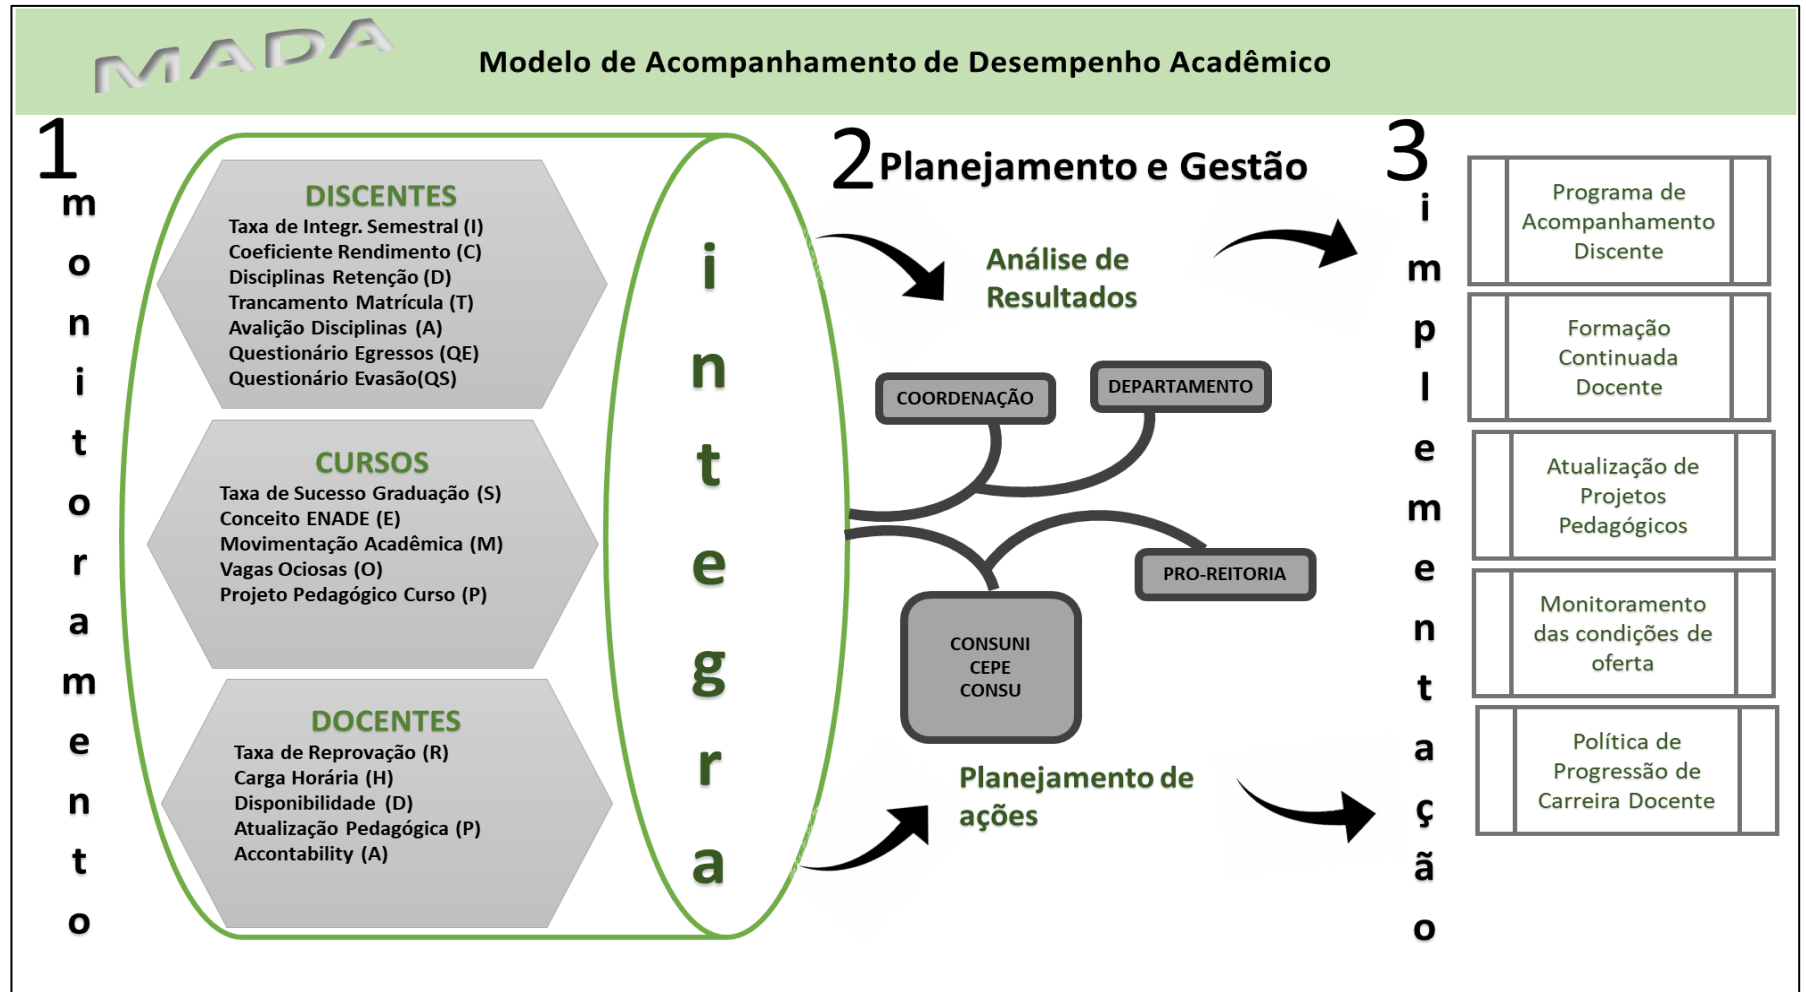 MADA
Modelo de Acompanhamento de Desempenho Acadêmico
1
monitoramento
DISCENTES
Taxa de Integr. Semestral (I)
Coeficiente Rendimento (C)
Disciplinas Retenção (D)
Trancamento Matrícula (T)
Avalição Disciplinas (A)
Questionário Egressos (QE)
Questionário Evasão(QS)
CURSOS
Taxa de Sucesso Graduação (S)
Conceito ENADE (E)
Movimentação Acadêmica (M)
Vagas Ociosas (O)
Projeto Pedagógico Curso (P)
DOCENTES
Taxa de Reprovação (R)
Carga Horária (H)
Disponibilidade (D)
Atualização Pedagógica (P)
Accontability (A)
integra
2 Planejamento e Gestão
Análise de
Resultados
COORDENAÇÃO
DEPARTAMENTO
PRO-REITORIA
CONSUNI
CEPE
CONSU
Planejamento de
ações
3
implementação
Programa de
Acompanhamento
Discente
Formação
Continuada
Docente
Atualização de
Projetos
Pedagógicos
Monitoramento
das condições de
oferta
Política de
Progressão de
Carreira Docente